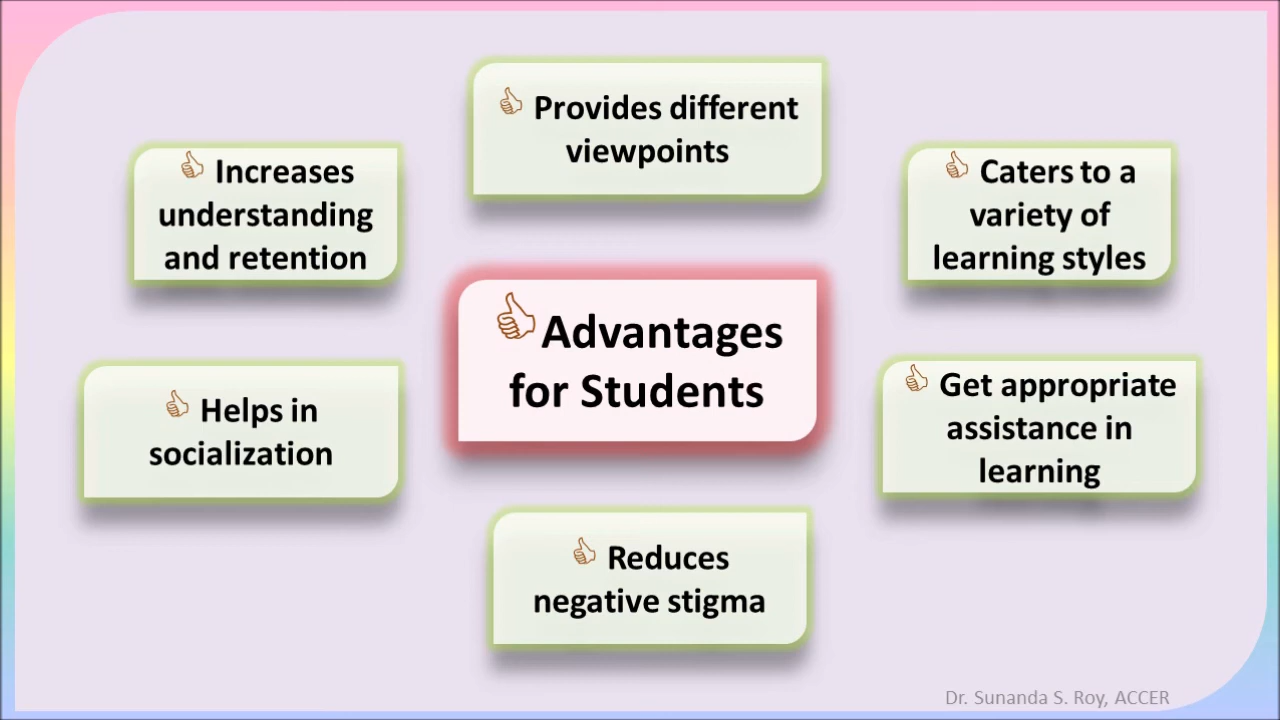 Provides different
viewpoints
Increases
understanding
and retention
Caters to a
variety of
learning styles
Advantages
for Students
Helps in
socialization
Get appropriate
assistance in
learning
Reduces
negative stigma
Dr. Sunanda S. Roy, ACCER